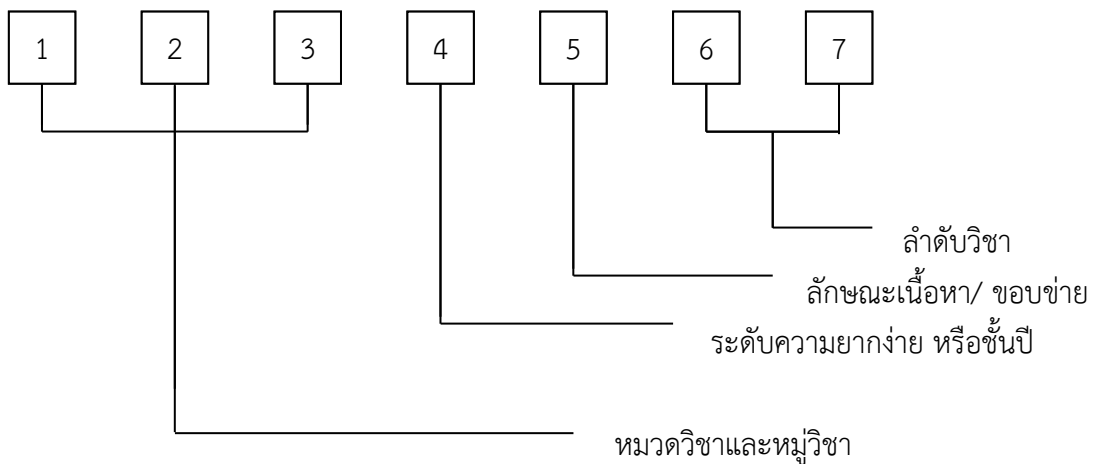 1 2 3 4 5 6 7
ลำดับวิชา
ลักษณะเนื้อหา/ ขอบข่าย
ระดับความยากง่าย หรือชั้นปี
หมวดวิชาและหมู่วิชา